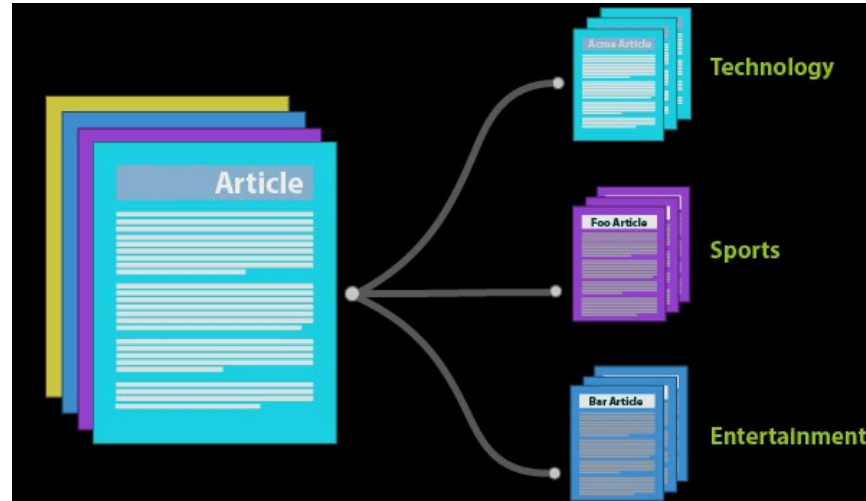 Article
Acme Article
Technology
Foo Article
Sports
Bar Article
Entertainment